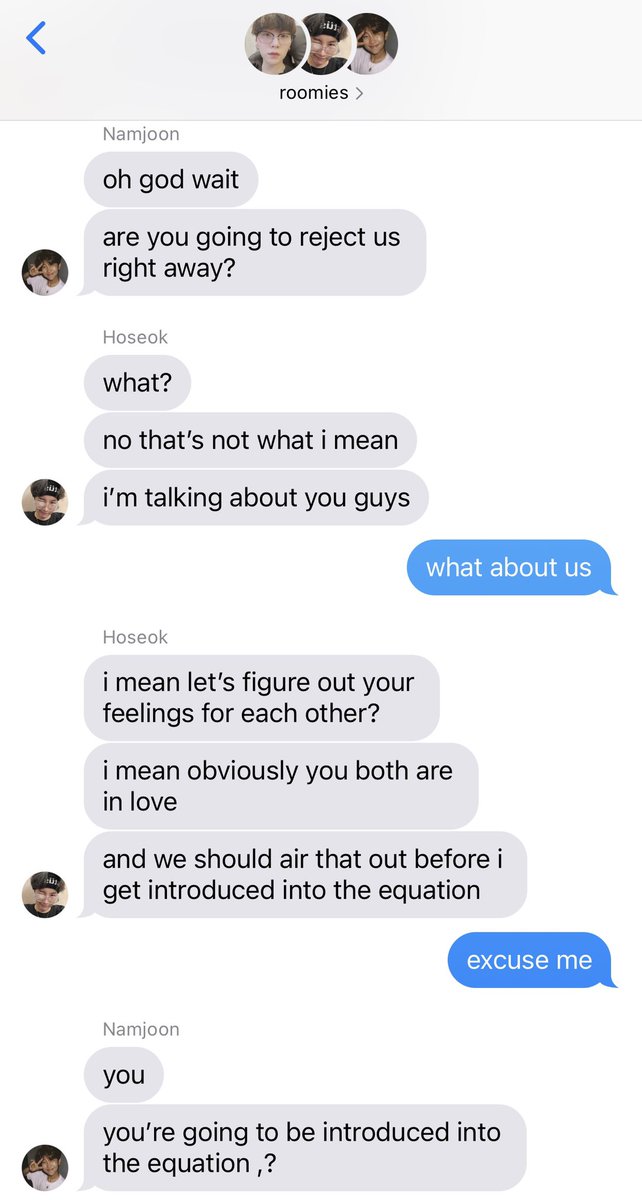 roomies
Namjoon
oh god wait
are you going to reject us
right away?
Hoseok
what?
no that’s not what i mean
i’m talking about you guys
what about us
Hoseok
i mean let’s figure out your
feelings for each other?
i mean obviously you both are
in love
and we should air that out before i
get introduced into the equation
excuse me
Namjoon
you
you’re going to be introduced into
the equation ,?